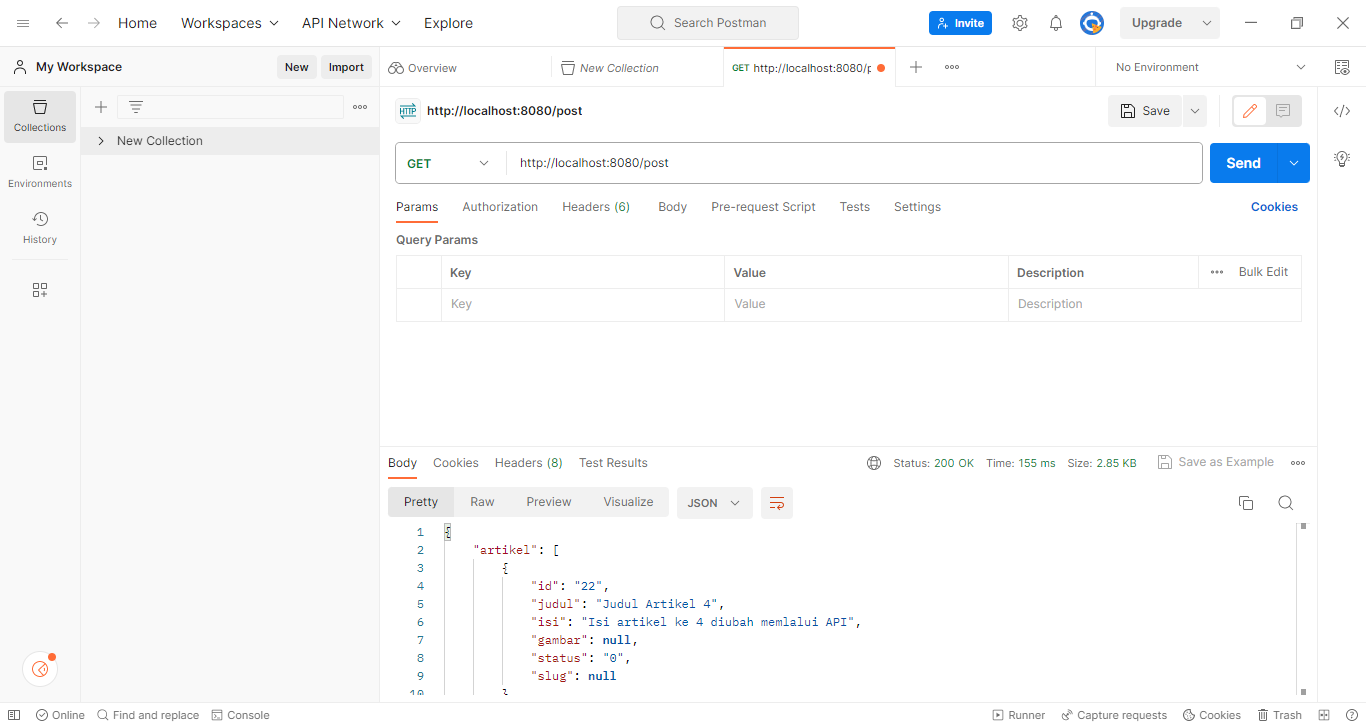 Home Workspaces API Network Explore Search Postman Invite Upgrade
My Workspace New Import Overview New Collection GET http://localhost:8080/p No Environment
Collections
New Collection
Environments
History
HTTP http://localhost:8080/post Save
GET http://localhost:8080/post Send
Params Authorization Headers (6) Body Pre-request Script Tests Settings Cookies
Query Params
Key Value Description Bulk Edit
Key Value Description
Body Cookies Headers (8) Test Results Status: 200 OK Time: 155 ms Size: 2.85 KB Save as Example
Pretty Raw Preview Visualize JSON
1 {
2 "artikel": [
3 {
4 "id": "22",
5 "judul": "Judul Artikel 4",
6 "isi": "Isi artikel ke 4 diubah memlalui API",
7 "gambar": null,
8 "status": "0",
9 "slug": null
10 }
Online Find and replace Console Runner Capture requests Cookies Trash